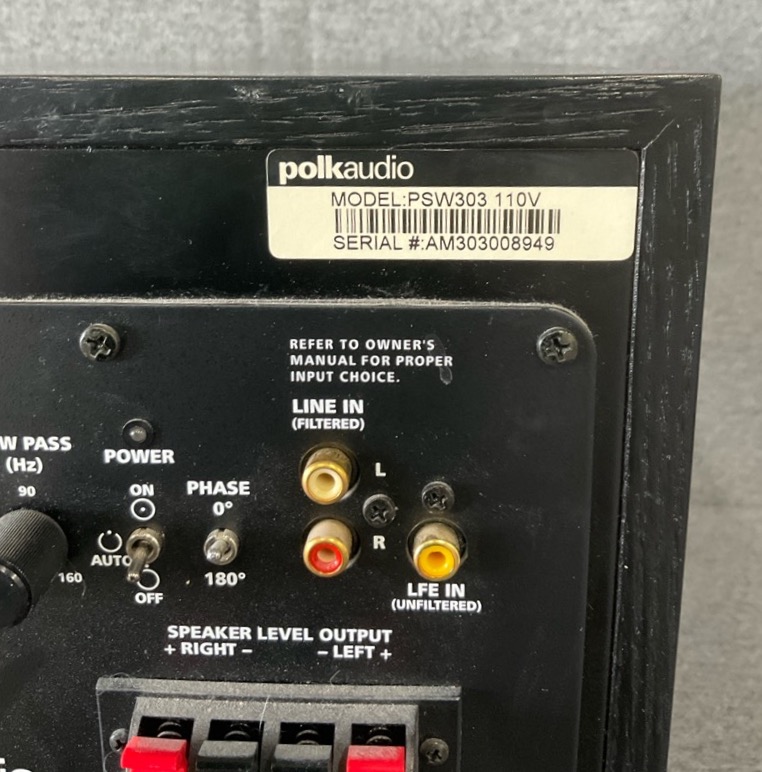 polkaudio
MODEL:PSW303 110V
SERIAL #:AM303008949
REFER TO OWNER'S
MANUAL FOR PROPER
INPUT CHOICE.
LINE IN
(FILTERED)
L
R
LFE IN
(UNFILTERED)
W PASS
(Hz)
90
160
POWER
ON
AUTO
OFF
PHASE
0°
180°
SPEAKER LEVEL OUTPUT
+ RIGHT – – LEFT +